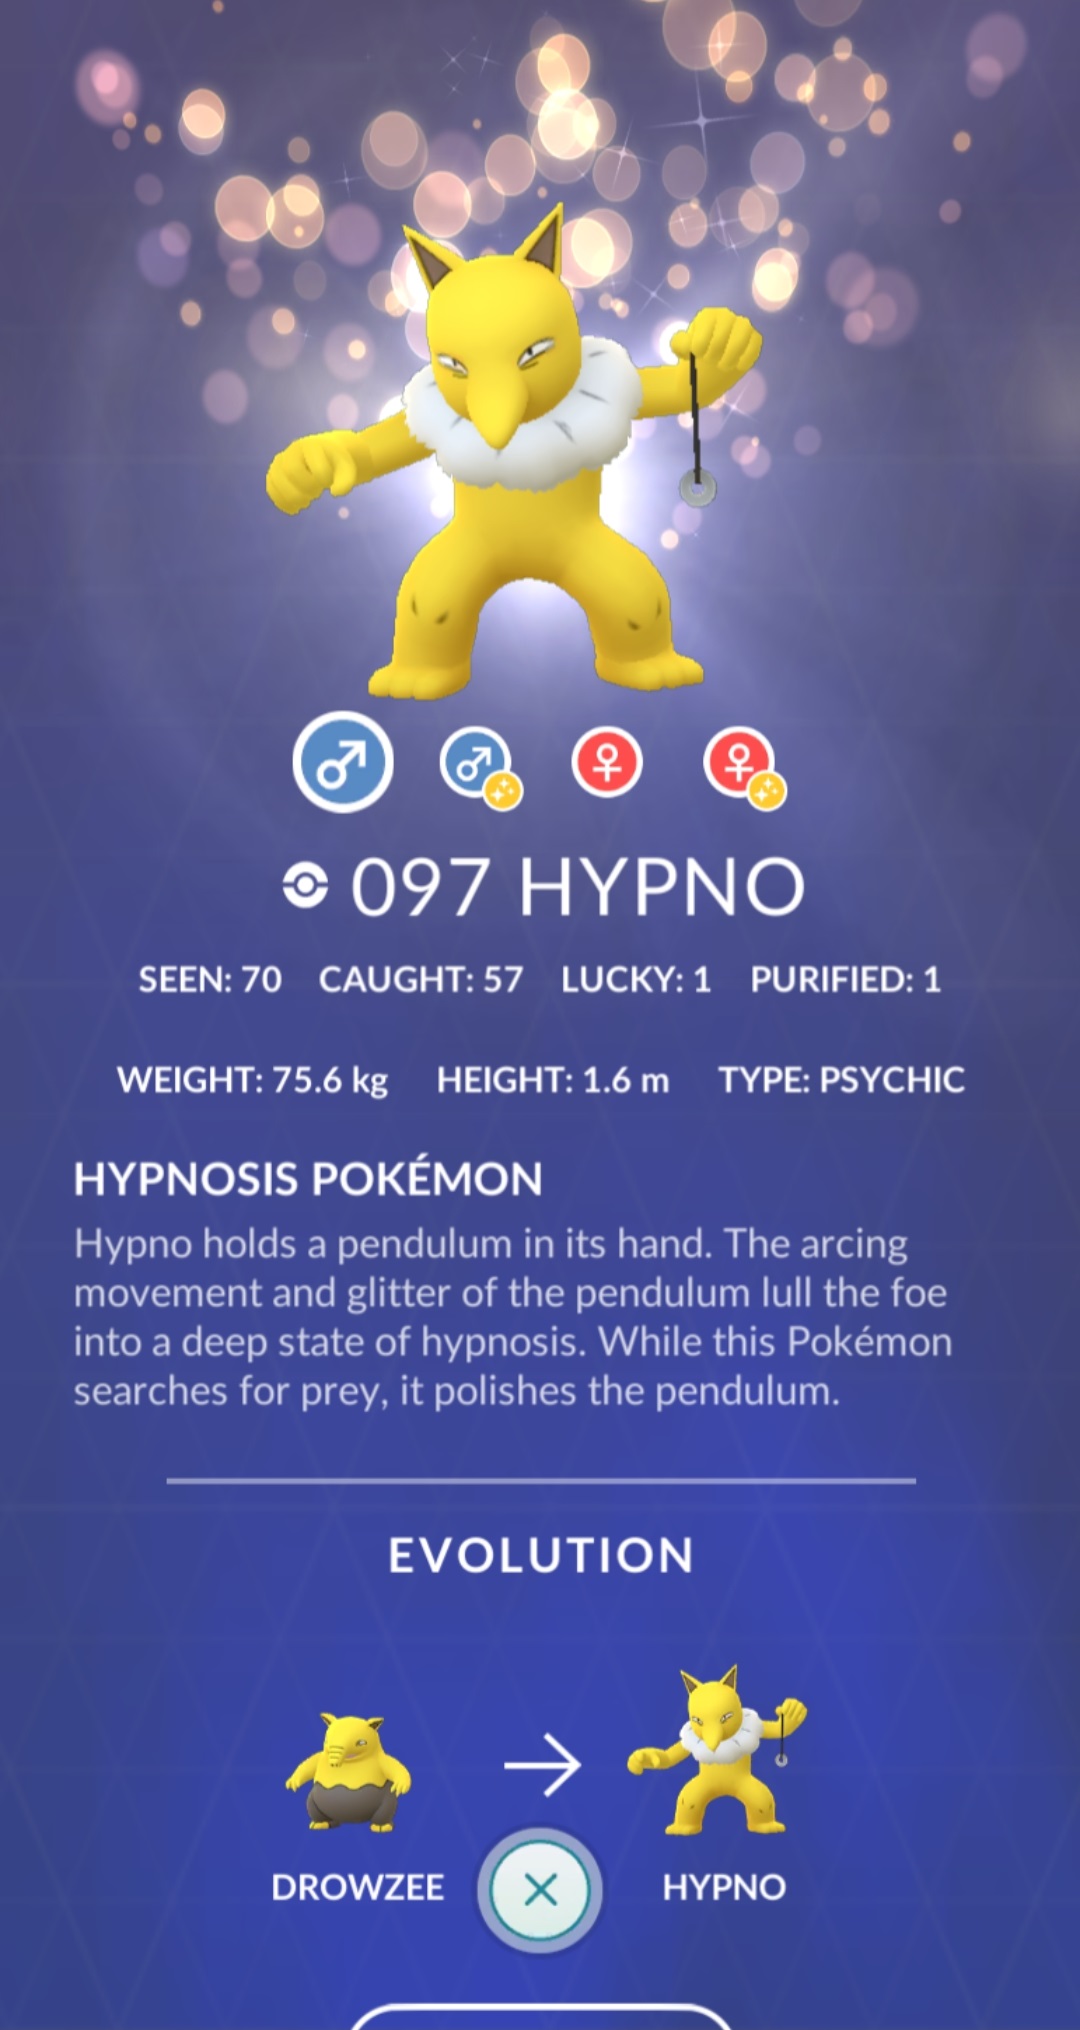 097 HYPNO
SEEN: 70 CAUGHT: 57 LUCKY: 1 PURIFIED: 1
WEIGHT: 75.6 kg HEIGHT: 1.6 m TYPE: PSYCHIC
HYPNOSIS POKÉMON
Hypno holds a pendulum in its hand. The arcing
movement and glitter of the pendulum lull the foe
into a deep state of hypnosis. While this Pokémon
searches for prey, it polishes the pendulum.
EVOLUTION
DROWZEE HYPNO